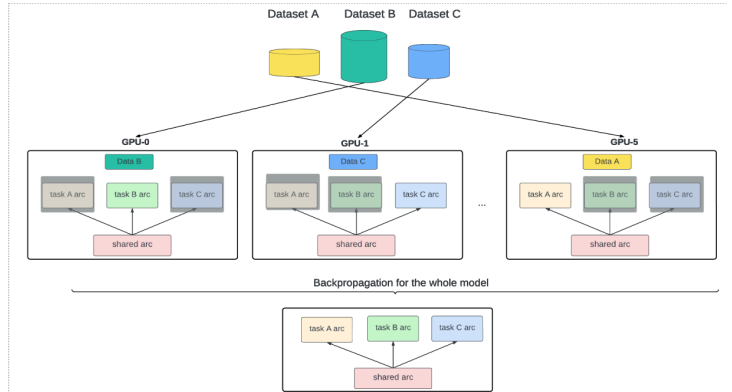 Dataset A Dataset B Dataset C
GPU-0 GPU-1 GPU-5
Data B Data C Data A
task A arc task B arc task C arc task A arc task B arc task C arc task A arc task B arc task C arc
...
shared arc shared arc shared arc
Backpropagation for the whole model
task A arc task B arc task C arc
shared arc